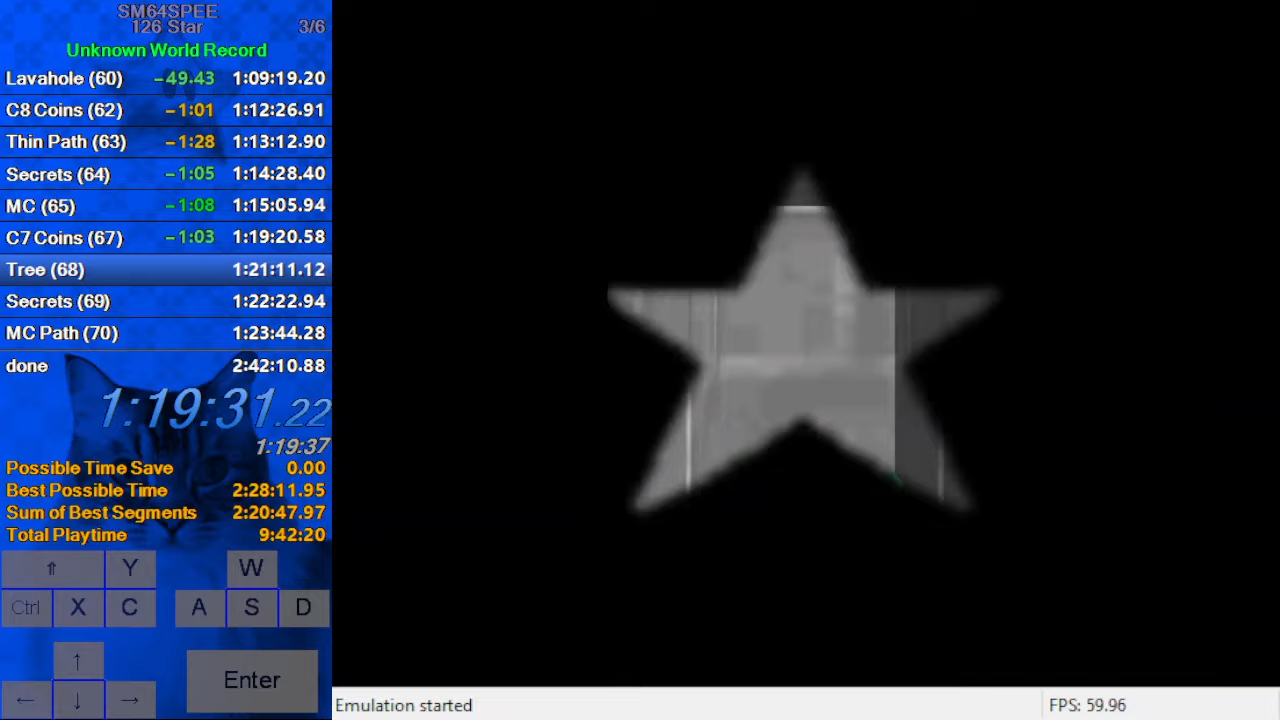 SM64SPEE
126 Star 3/6
Unknown World Record
Lavahole (60) -49.43 1:09:19.20
C8 Coins (62) -1:01 1:12:26.91
Thin Path (63) -1:28 1:13:12.90
Secrets (64) -1:05 1:14:28.40
MC (65) -1:08 1:15:05.94
C7 Coins (67) -1:03 1:19:20.58
Tree (68) 1:21:11.12
Secrets (69) 1:22:22.94
MC Path (70) 1:23:44.28
done 2:42:10.88
1:19:31.22
1:19:37
Possible Time Save 0.00
Best Possible Time 2:28:11.95
Sum of Best Segments 2:20:47.97
Total Playtime 9:42:20
⇑ Y W
Ctrl X C A S D
↑
← ↓ → Enter
Emulation started FPS: 59.96